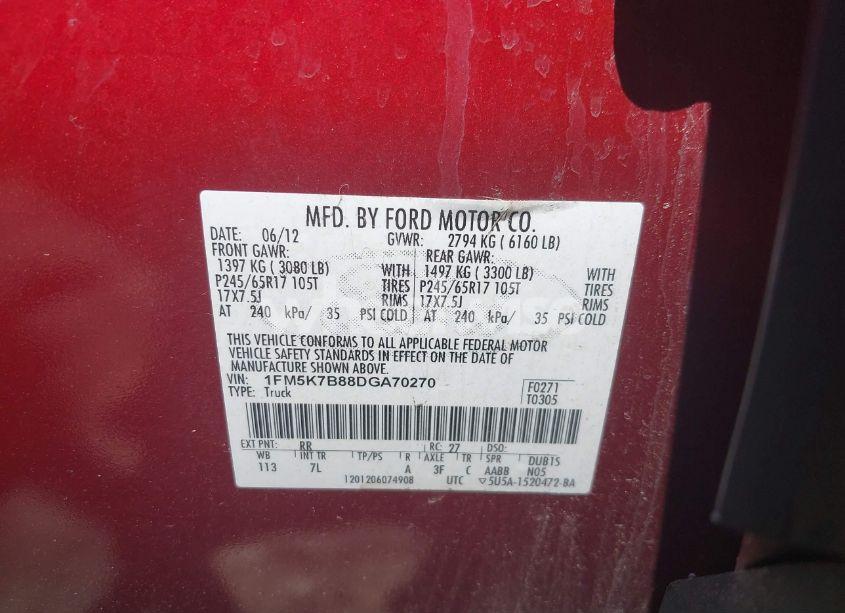 MFD. BY FORD MOTOR CO.
DATE: 06/12 GVWR: 2794 KG ( 6160 LB)
FRONT GAWR: REAR GAWR:
1397 KG ( 3080 LB) WITH 1497 KG ( 3300 LB) WITH
P245/65R17 105T TIRES P245/65R17 105T TIRES
17X7.5J RIMS 17X7.5J RIMS
AT 240 kPa/ 35 PSI COLD AT 240 kPa/ 35 PSI COLD
THIS VEHICLE CONFORMS TO ALL APPLICABLE FEDERAL MOTOR
VEHICLE SAFETY STANDARDS IN EFFECT ON THE DATE OF
MANUFACTURE SHOWN ABOVE.
VIN: 1FM5K7B88DGA70270 F0271
TYPE: Truck T0305
EXT PNT: RR RC: 27 DSO:
WB INT TR TP/PS R AXLE TR SPR DUB1S
113 7L A 3F C AABB N05
1201206074908 UTC ▽5U5A-1520472-BA